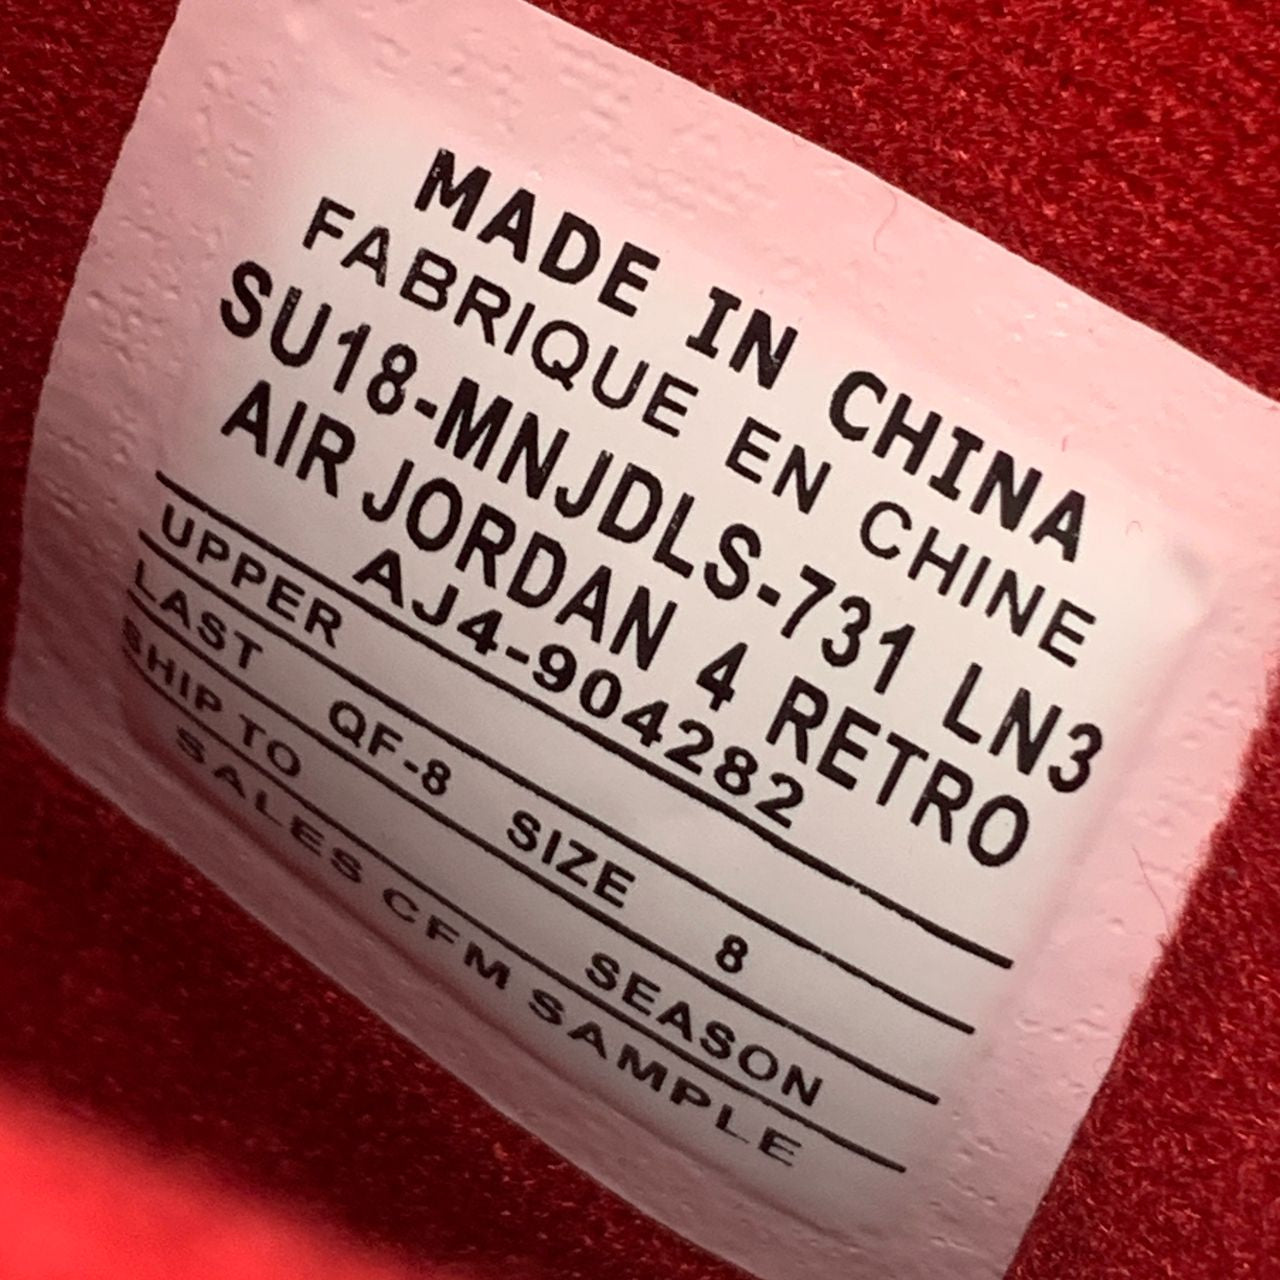 MADE IN CHINA
FABRIQUE EN CHINE
SU18-MNJDLS-731 LN3
AIR JORDAN 4 RETRO
AJ4-904282
UPPER
LAST QF-8 SIZE 8
SHIP TO SEASON
SALES CFM SAMPLE